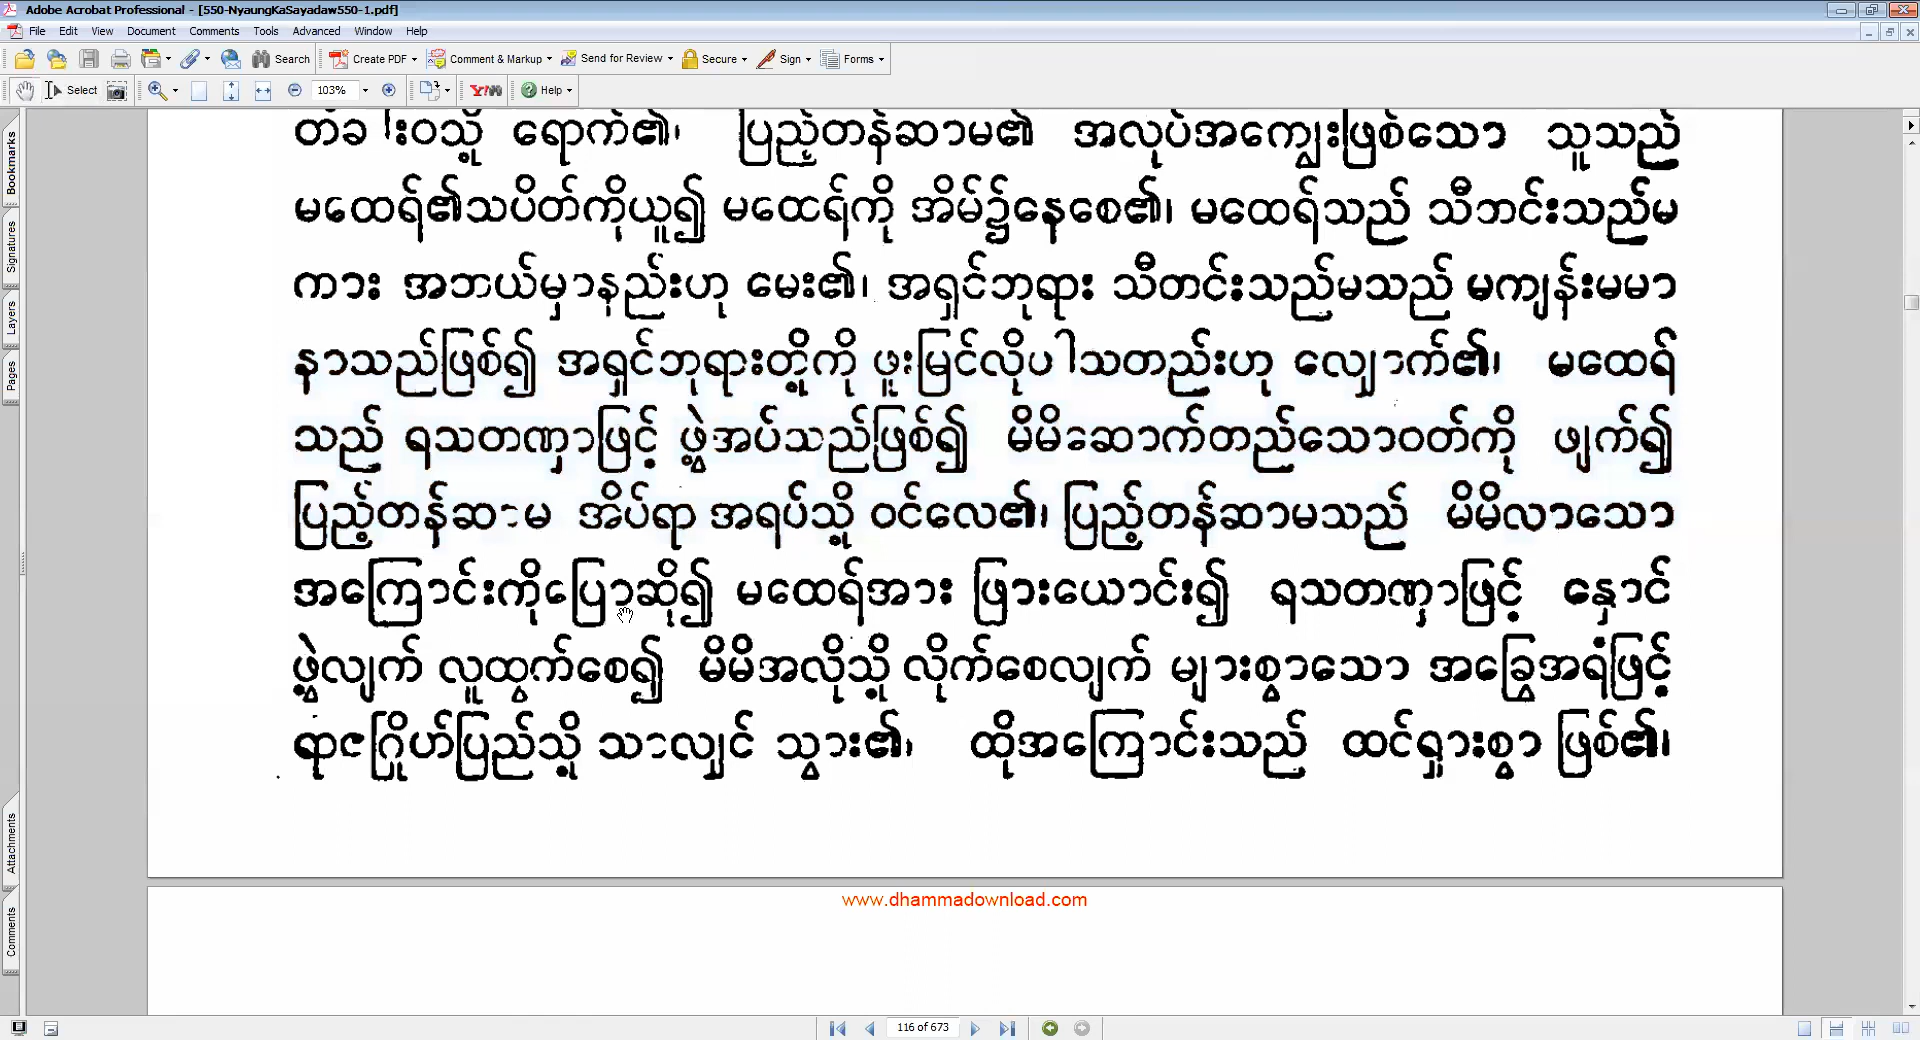 Adobe Acrobat Professional - [550-NyaungKaSayadaw550-1.pdf]
File Edit View Document Comments Tools Advanced Window Help
Search Create PDF Comment & Markup Send for Review Secure Sign Forms
Select 103% Y! Help
Bookmarks
Signatures
Layers
Pages
Attachments
Comments
တံခါးဝသို့ ရောက်၏၊ ပြည့်တန်ဆာမ၏ အလုပ်အကျွေးဖြစ်သော သူသည်
မထေရ်၏သပိတ်ကိုယူ၍ မထေရ်ကို အိမ်၌နေစေ၏၊ မထေရ်သည် သီဘင်းသည်မ
ကား အဘယ်မှာနည်းဟု မေး၏၊ အရှင်ဘုရား သီတင်းသည်မသည် မကျန်းမမာ
နာသည်ဖြစ်၍ အရှင်ဘုရားတို့ကို ဖူးမြင်လိုပါသတည်းဟု လျှောက်၏၊ မထေရ်
သည် ရသတဏှာဖြင့် ဖွဲ့အပ်သည်ဖြစ်၍ မိမိဆောက်တည်သောဝတ်ကို ဖျက်၍
ပြည့်တန်ဆာမ အိပ်ရာ အရပ်သို့ ဝင်လေ၏၊ ပြည့်တန်ဆာမသည် မိမိလာသော
အကြောင်းကိုပြောဆို၍ မထေရ်အား ဖြားယောင်း၍ ရသတဏှာဖြင့် နှောင်
ဖွဲ့လျက် လူထွက်စေ၍ မိမိအလိုသို့ လိုက်စေလျက် များစွာသော အခြွေအရံဖြင့်
ရာဇဂြိုဟ်ပြည်သို့ သာလျှင် သွား၏၊ ထိုအကြောင်းသည် ထင်ရှားစွာ ဖြစ်၏၊
www.dhammadownload.com
116 of 673